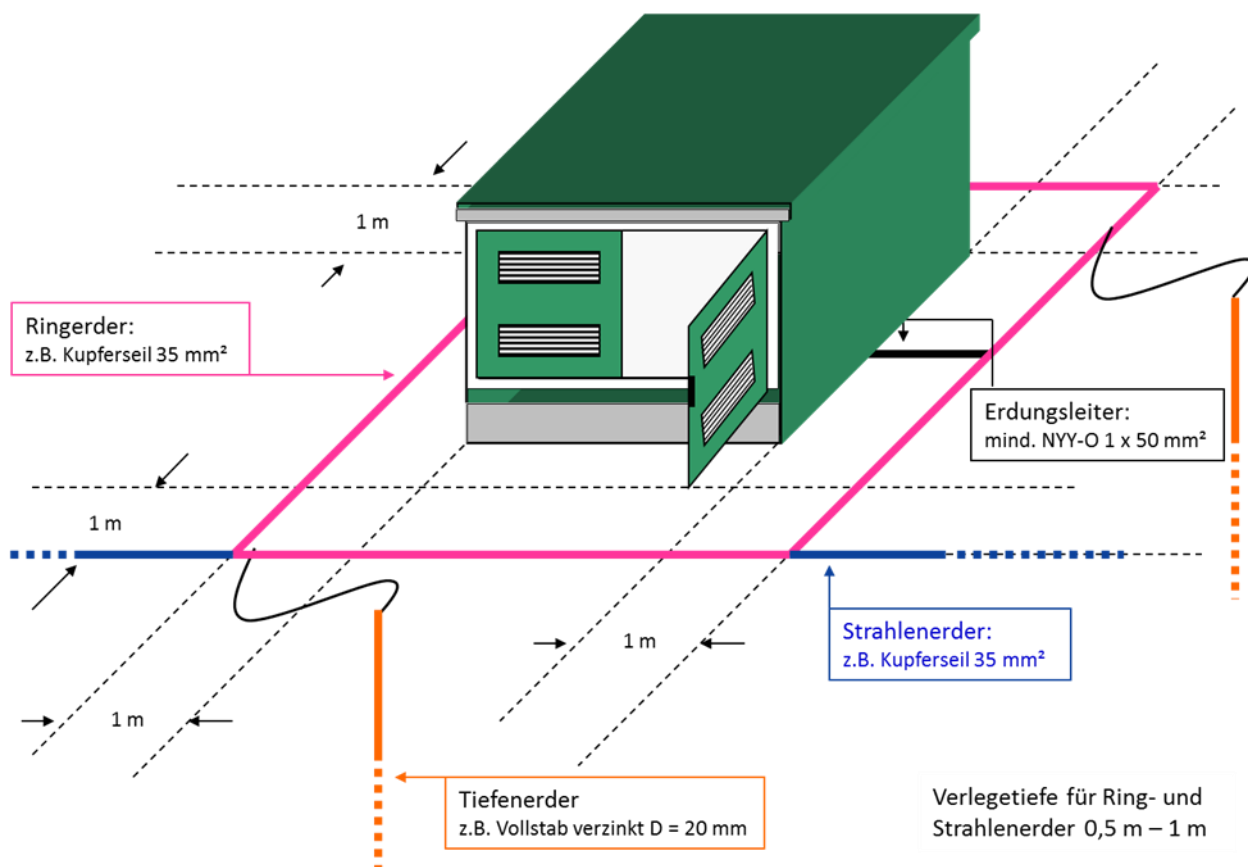 1 m
Ringerder:
z.B. Kupferseil 35 mm²
Erdungsleiter:
mind. NYY-O 1 x 50 mm²
1 m
Strahlenerder:
z.B. Kupferseil 35 mm²
1 m
1 m
Tiefenerder
z.B. Vollstab verzinkt D = 20 mm
Verlegetiefe für Ring- und
Strahlenerder 0,5 m – 1 m